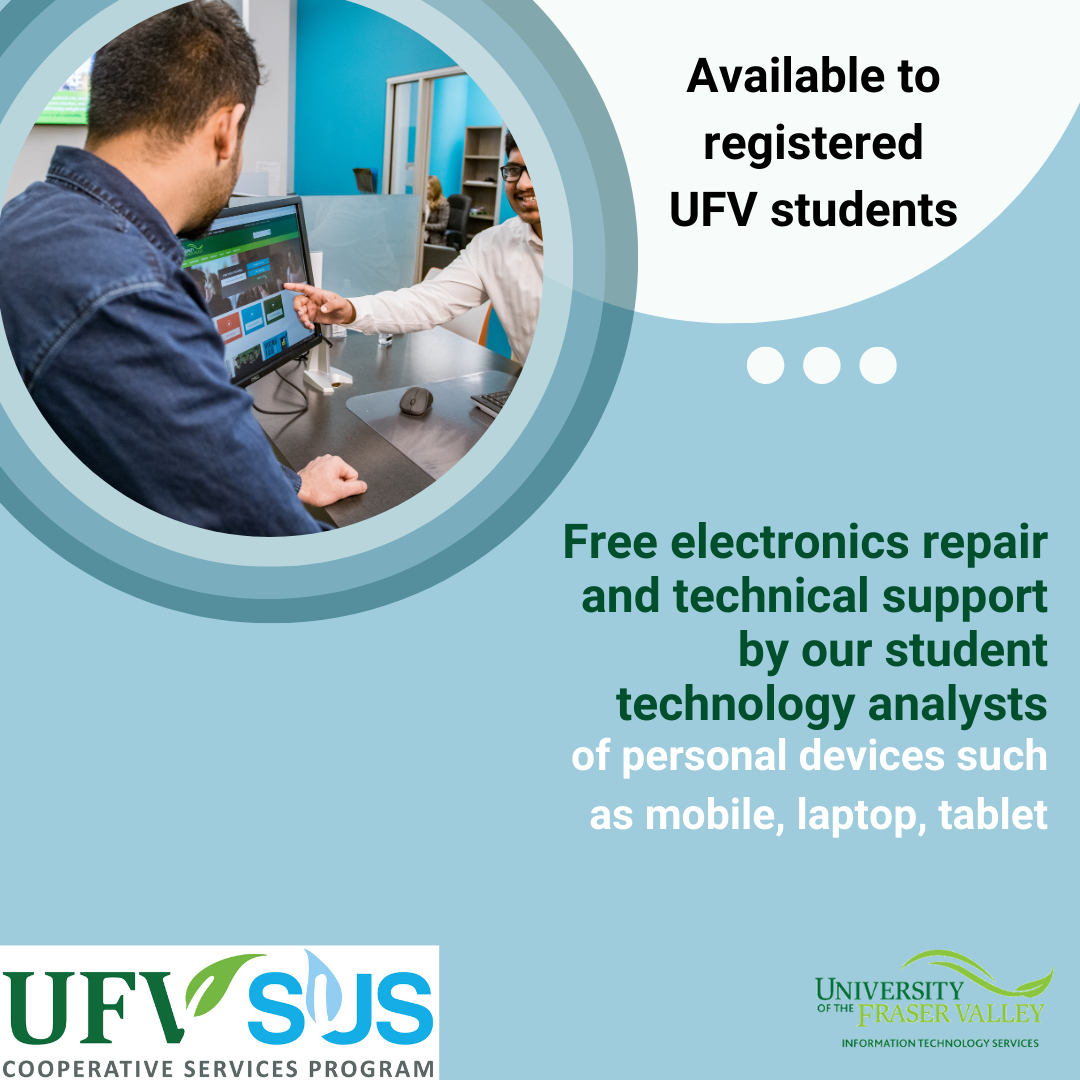 Available to
registered
UFV students
Free electronics repair
and technical support
by our student
technology analysts
of personal devices such
as mobile, laptop, tablet
UFV SUS
COOPERATIVE SERVICES PROGRAM
UNIVERSITY
OF THE FRASER VALLEY
INFORMATION TECHNOLOGY SERVICES